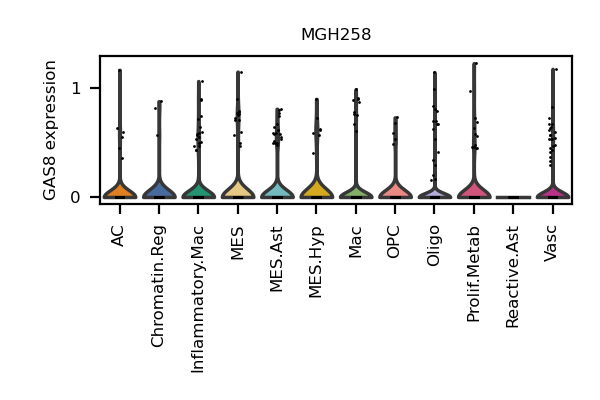 MGH258
GAS8 expression
1
0
AC
Chromatin.Reg
Inflammatory.Mac
MES
MES.Ast
MES.Hyp
Mac
OPC
Oligo
Prolif.Metab
Reactive.Ast
Vasc